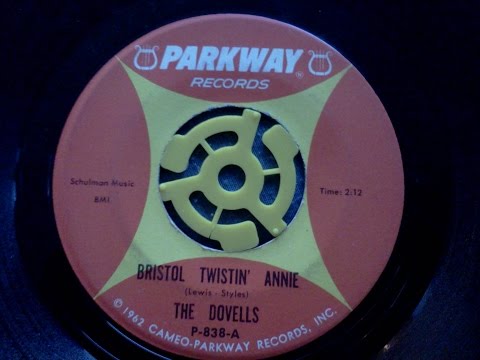 PARKWAY®
RECORDS
Schulman Music
BMI
Time: 2:12
BRISTOL TWISTIN' ANNIE
(Lewis - Styles)
THE DOVELLS
P-838-A
© 1962 CAMEO-PARKWAY RECORDS, INC.